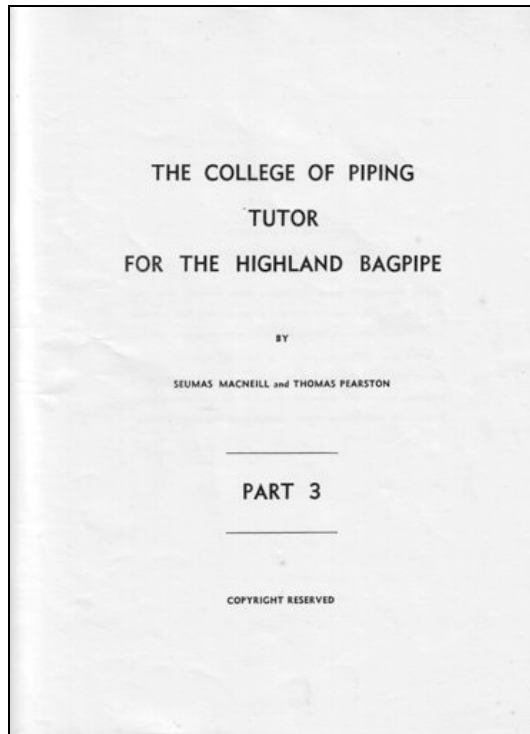 THE COLLEGE OF PIPING
TUTOR
FOR THE HIGHLAND BAGPIPE
BY
SEUMAS MACNEILL and THOMAS PEARSTON
PART 3
COPYRIGHT RESERVED